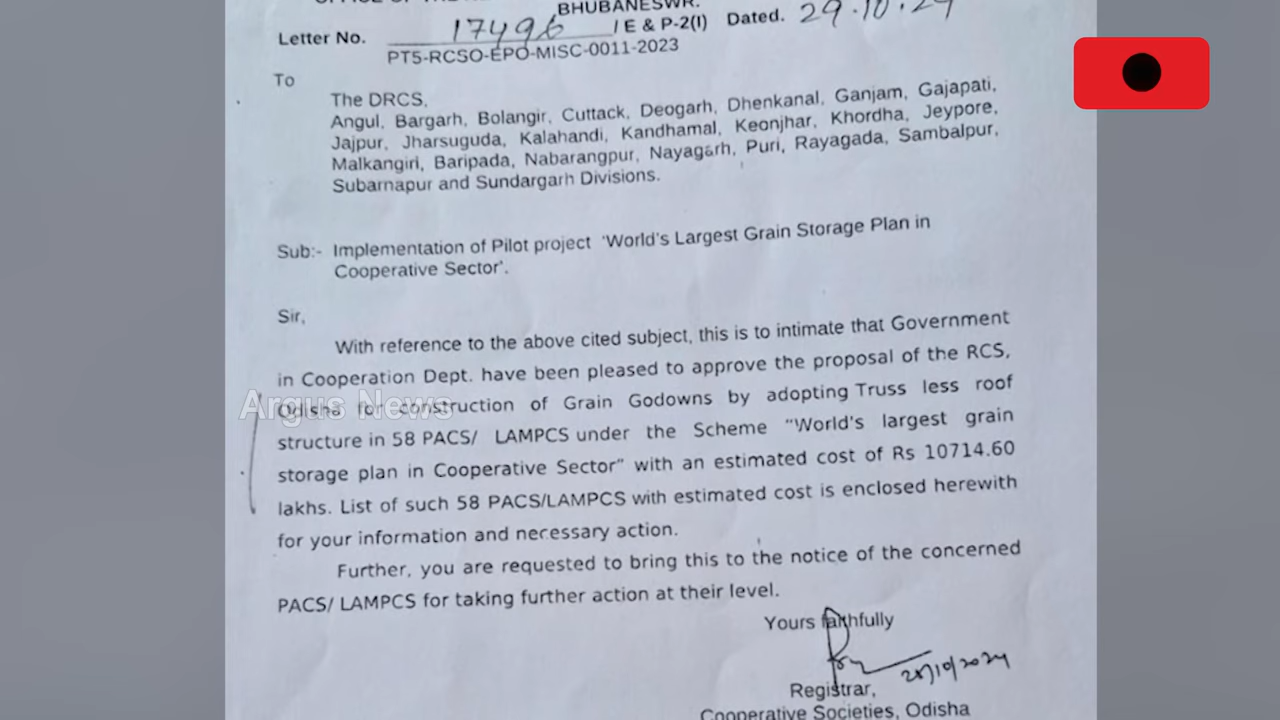 BHUBANESWR.
Letter No. 17496 / E & P-2(I) Dated. 29.10.24
PT5-RCSO-EPO-MISC-0011-2023
To
The DRCS,
Angul, Bargarh, Bolangir, Cuttack, Deogarh, Dhenkanal, Ganjam, Gajapati,
Jajpur, Jharsuguda, Kalahandi, Kandhamal, Keonjhar, Khordha, Jeypore,
Malkangiri, Baripada, Nabarangpur, Nayagarh, Puri, Rayagada, Sambalpur,
Subarnapur and Sundargarh Divisions.
Sub:- Implementation of Pilot project 'World's Largest Grain Storage Plan in
Cooperative Sector'.
Sir,
With reference to the above cited subject, this is to intimate that Government
in Cooperation Dept. have been pleased to approve the proposal of the RCS,
Odisha for construction of Grain Godowns by adopting Truss less roof
Argus News
structure in 58 PACS/ LAMPCS under the Scheme "World's largest grain
storage plan in Cooperative Sector" with an estimated cost of Rs 10714.60
lakhs. List of such 58 PACS/LAMPCS with estimated cost is enclosed herewith
for your information and necessary action.
Further, you are requested to bring this to the notice of the concerned
PACS/ LAMPCS for taking further action at their level.
Yours faithfully
Registrar,
Cooperative Societies, Odisha